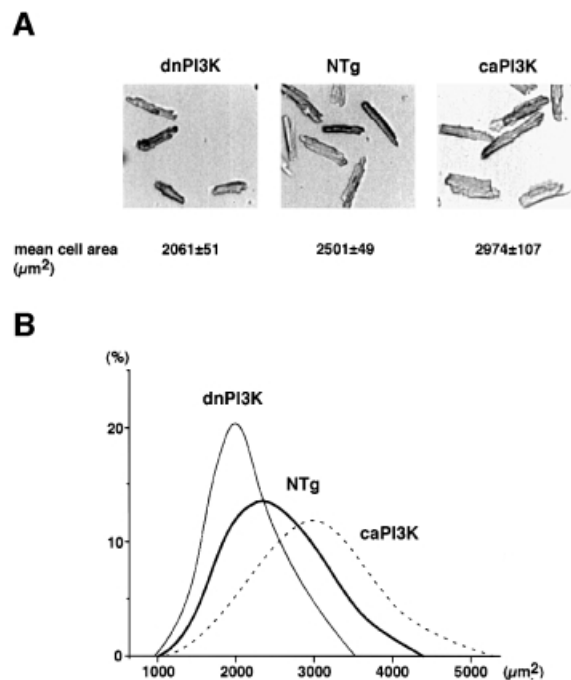 A
dnPI3K NTg caPI3K
mean cell area 2061±51 2501±49 2974±107
(µm²)
B
(%)
dnPI3K
20
NTg
caPI3K
10
0
1000 2000 3000 4000 5000 (µm²)